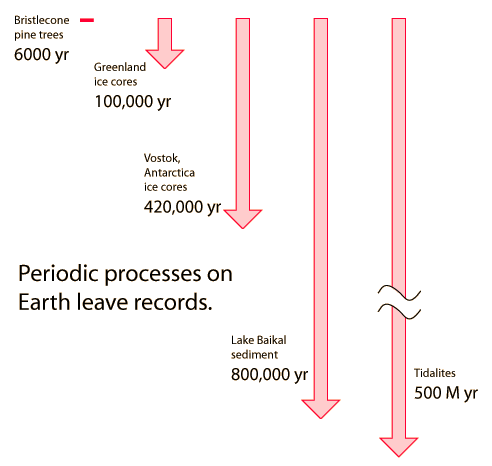 Bristlecone
pine trees
6000 yr
Greenland
ice cores
100,000 yr
Vostok,
Antarctica
ice cores
420,000 yr
Periodic processes on
Earth leave records.
Lake Baikal
sediment
800,000 yr
Tidalites
500 M yr